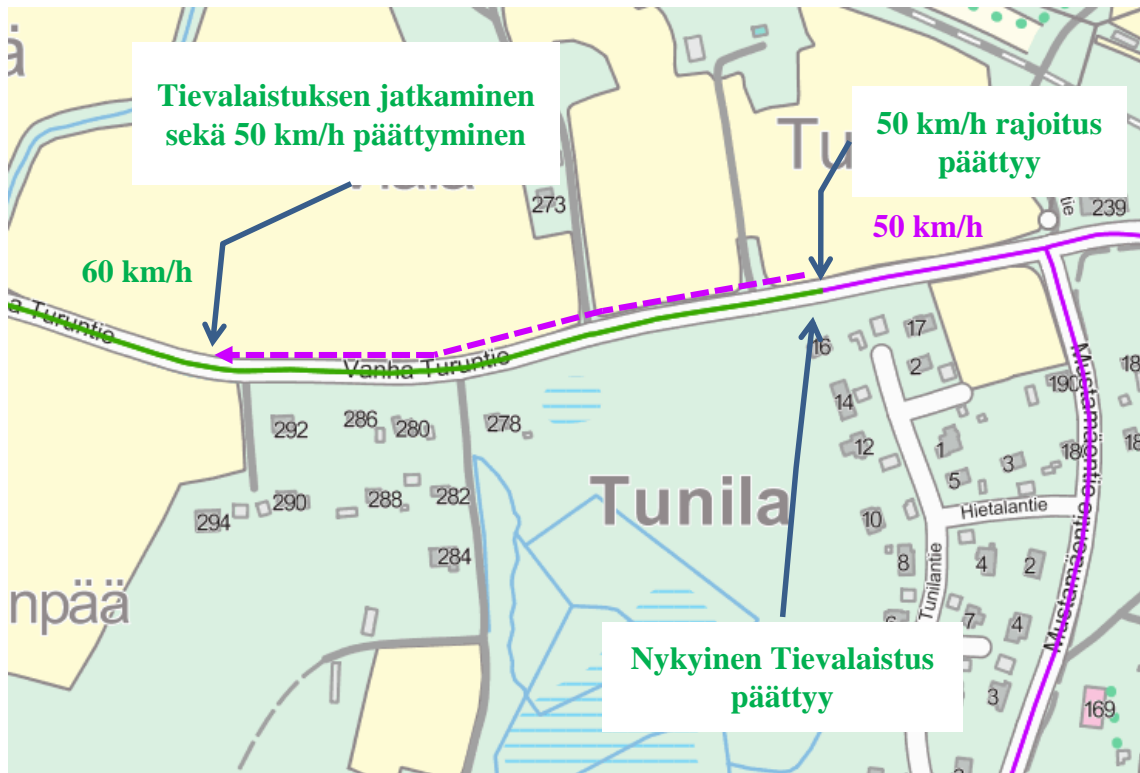 Tievalaistuksen jatkaminen
sekä 50 km/h päättyminen
50 km/h rajoitus
päättyy
50 km/h
60 km/h
239
273
Vanha Turuntie
a Turuntie
16
17
2
14
12
1
5
3
190
10
8
4
2
Hietalantie
Tunilantie
Mustamäentie
Mustamäentie
7
4
3
169
292
286
280
278
294
290
288
282
284
Tunila
npää
Nykyinen Tievalaistus
päättyy